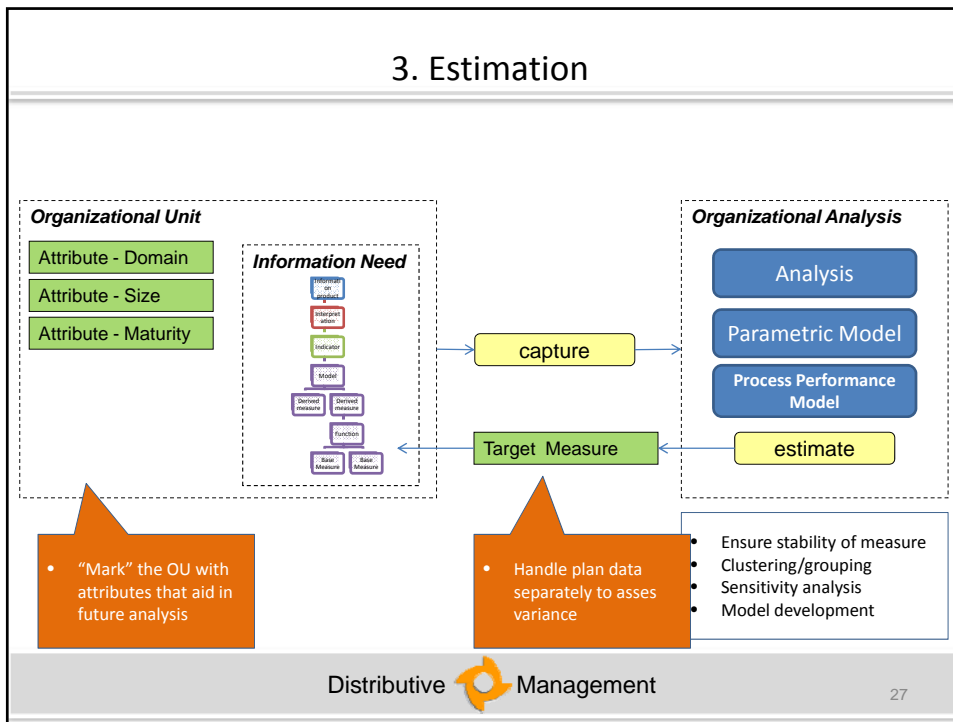 3. Estimation
Organizational Unit
Attribute - Domain
Attribute - Size
Attribute - Maturity
Information Need
Informati
on
product
Interpret
ation
Indicator
Model
Derived
measure
Derived
measure
Function
Base
Measure
Base
Measure
capture
Target Measure
Organizational Analysis
Analysis
Parametric Model
Process Performance
Model
estimate
• "Mark" the OU with
attributes that aid in
future analysis
• Handle plan data
separately to asses
variance
• Ensure stability of measure
• Clustering/grouping
• Sensitivity analysis
• Model development
Distributive Management
27